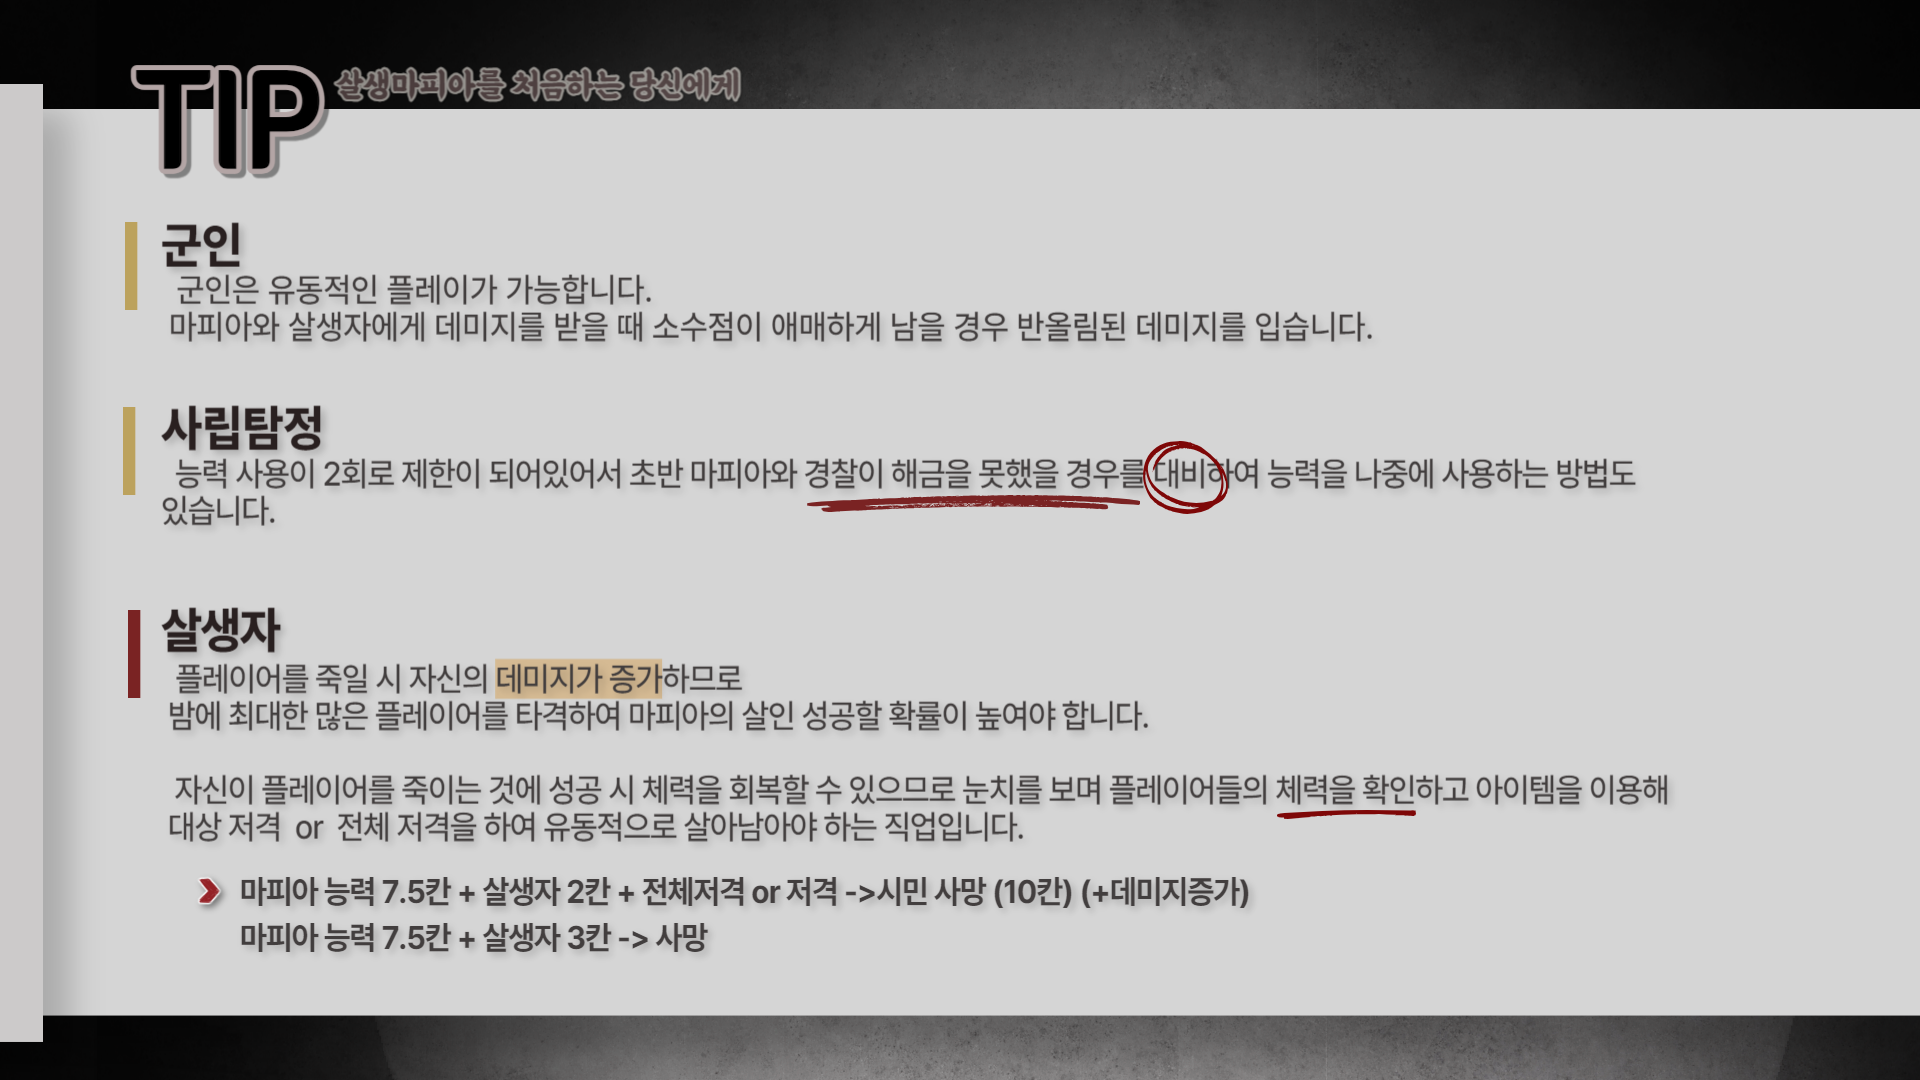 TIP 살생마피아를 처음하는 당신에게
군인
군인은 유동적인 플레이가 가능합니다.
마피아와 살생자에게 데미지를 받을 때 소수점이 애매하게 남을 경우 반올림된 데미지를 입습니다.
사립탐정
능력 사용이 2회로 제한이 되어있어서 초반 마피아와 경찰이 해금을 못했을 경우를 대비하여 능력을 나중에 사용하는 방법도
있습니다.
살생자
플레이어를 죽일 시 자신의 데미지가 증가하므로
밤에 최대한 많은 플레이어를 타격하여 마피아의 살인 성공할 확률이 높여야 합니다.
자신이 플레이어를 죽이는 것에 성공 시 체력을 회복할 수 있으므로 눈치를 보며 플레이어들의 체력을 확인하고 아이템을 이용해
대상 저격 or 전체 저격을 하여 유동적으로 살아남아야 하는 직업입니다.
마피아 능력 7.5칸 + 살생자 2칸 + 전체저격 or 저격 ->시민 사망 (10칸) (+데미지증가)
마피아 능력 7.5칸 + 살생자 3칸 -> 사망